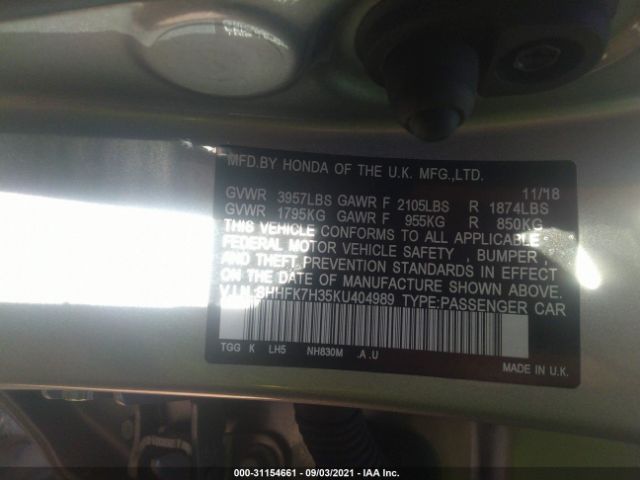 MFD.BY HONDA OF THE U.K. MFG.,LTD.
11/'18
GVWR 3957LBS GAWR F 2105LBS R 1874LBS
GVWR 1795KG GAWR F 955KG R 850KG
THIS VEHICLE CONFORMS TO ALL APPLICABLE
FEDERAL MOTOR VEHICLE SAFETY , BUMPER ,
AND THEFT PREVENTION STANDARDS IN EFFECT
ON THE DATE OF MANUFACTURE SHOWN ABOVE.
V.I.N. SHHFK7H35KU404989 TYPE:PASSENGER CAR
TGG K LH5 NH830M .A .U
MADE IN U.K.
000-31154661 - 09/03/2021 - IAA Inc.